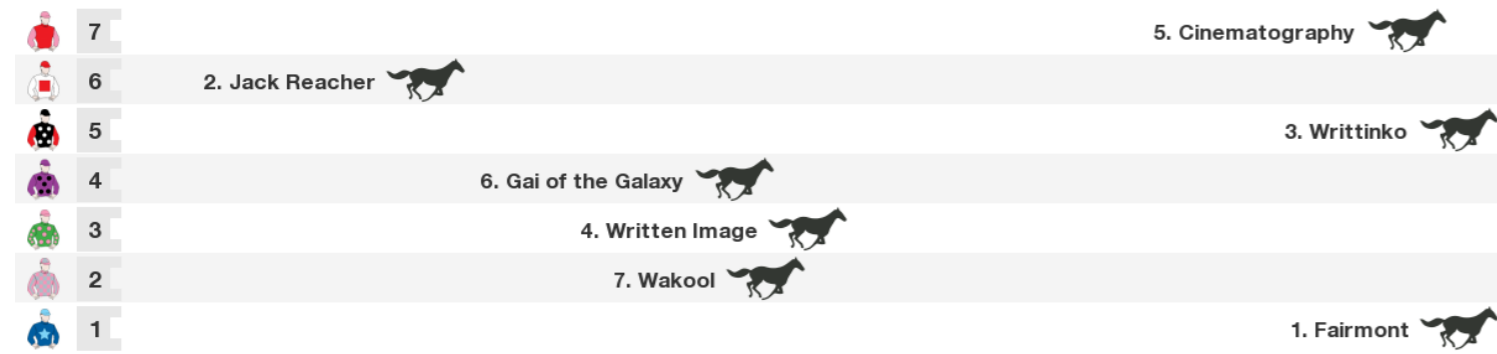 7 5. Cinematography
6 2. Jack Reacher
5 3. Writtinko
4 6. Gai of the Galaxy
3 4. Written Image
2 7. Wakool
1 1. Fairmont